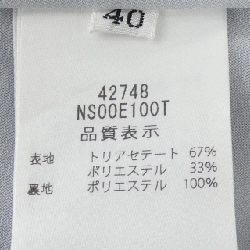 40
4274B
NS00E100T
品質表示
表地 トリアセテート 67%
ポリエステル 33%
裏地 ポリエステル 100%